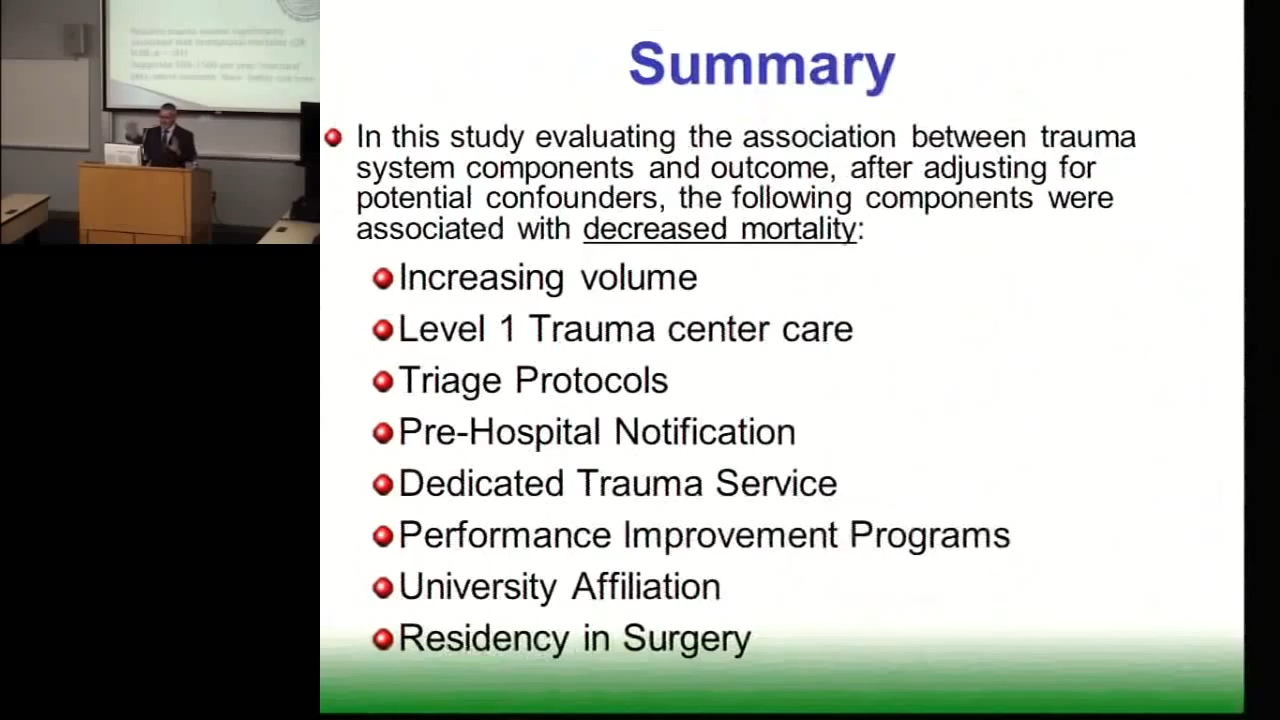 Summary
In this study evaluating the association between trauma
system components and outcome, after adjusting for
potential confounders, the following components were
associated with decreased mortality:
Increasing volume
Level 1 Trauma center care
Triage Protocols
Pre-Hospital Notification
Dedicated Trauma Service
Performance Improvement Programs
University Affiliation
Residency in Surgery